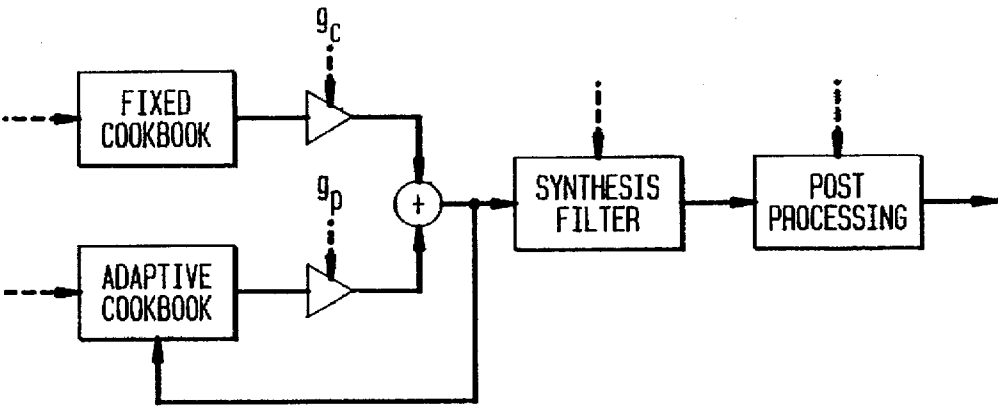 g_c
FIXED
COOKBOOK
g_p
+
SYNTHESIS
FILTER
POST
PROCESSING
ADAPTIVE
COOKBOOK